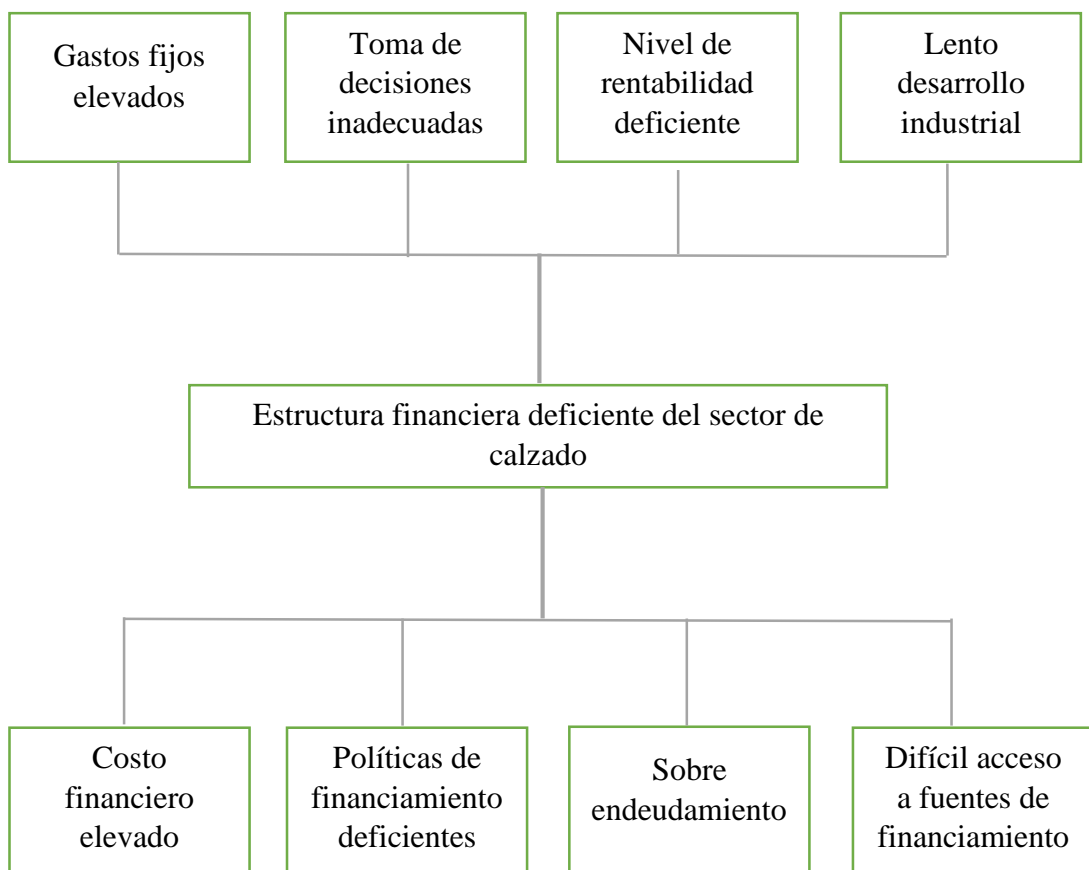 Gastos fijos
elevados
Toma de
decisiones
inadecuadas
Nivel de
rentabilidad
deficiente
Lento
desarrollo
industrial
Estructura financiera deficiente del sector de
calzado
Costo
financiero
elevado
Políticas de
financiamiento
deficientes
Sobre
endeudamiento
Difícil acceso
a fuentes de
financiamiento